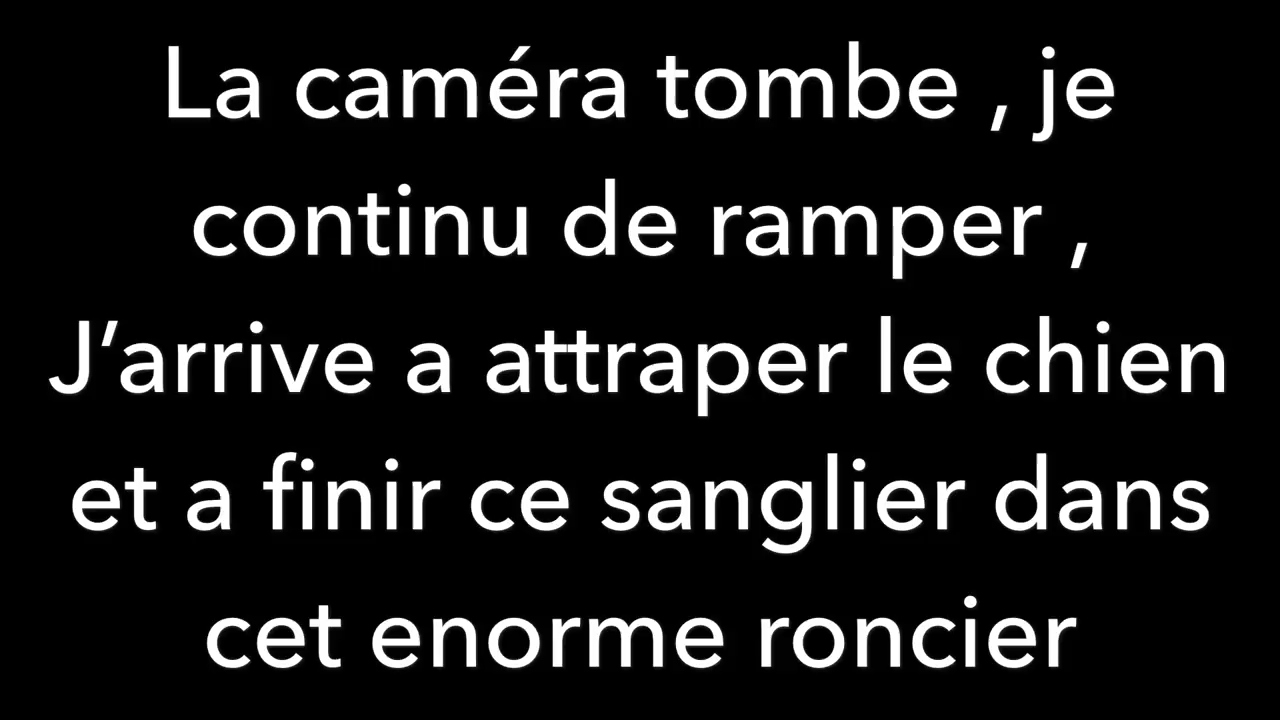 La caméra tombe , je
continu de ramper ,
J’arrive a attraper le chien
et a finir ce sanglier dans
cet enorme roncier